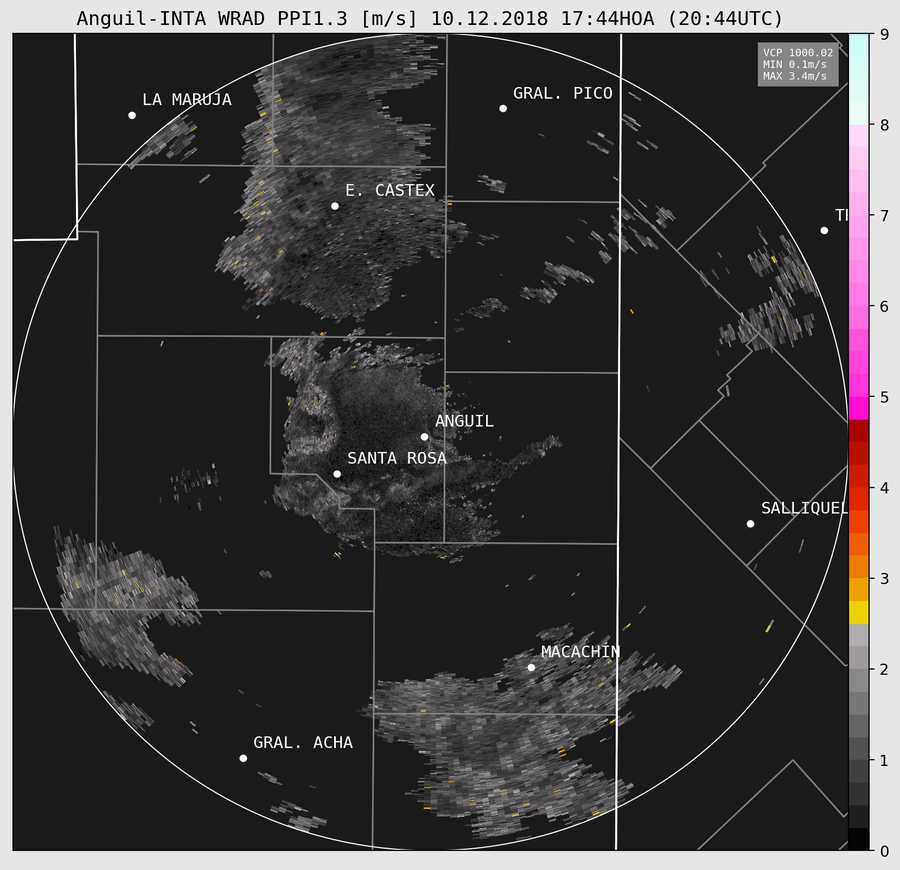 Anguil-INTA WRAD PPI1.3 [m/s] 10.12.2018 17:44HOA (20:44UTC)
VCP 1000.02
MIN 0.1m/s
MAX 3.4m/s
9
8
7
6
5
4
3
2
1
0
LA MARUJA
GRAL. PICO
E. CASTEX
ANGUIL
SANTA ROSA
SALLIQUEL
MACACHÍN
GRAL. ACHA